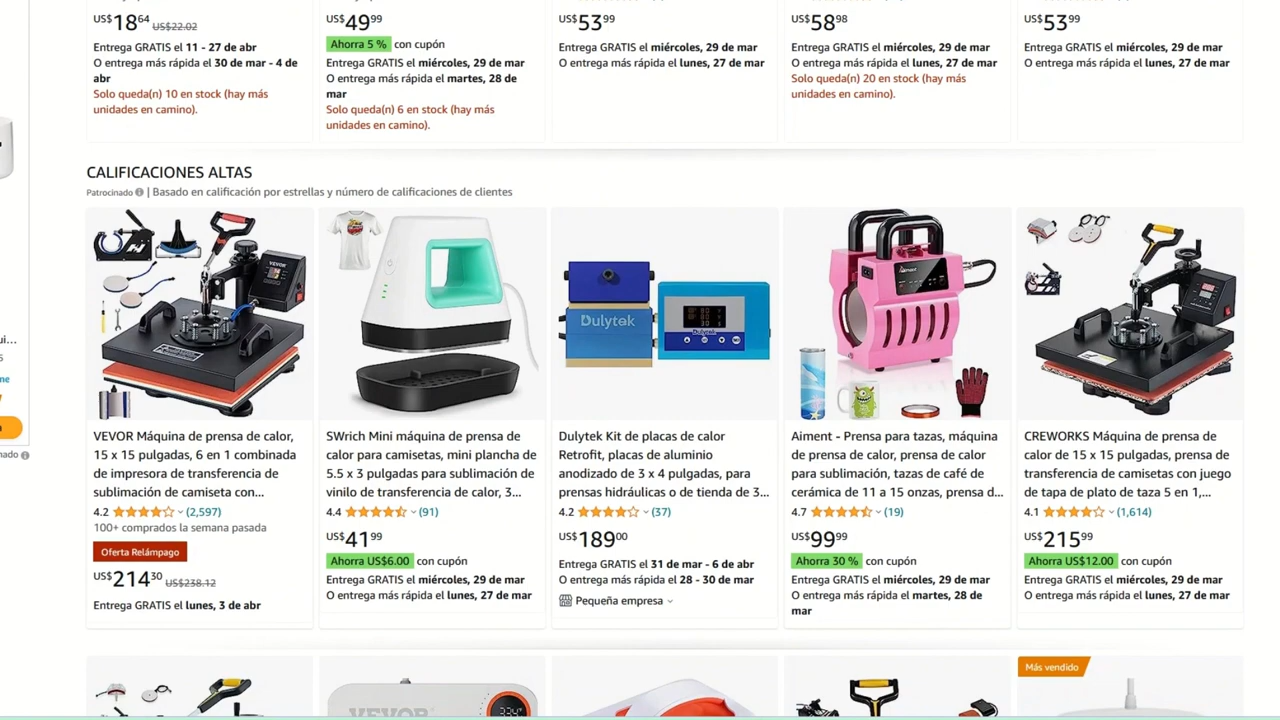 US$18.64 US$22.02
Entrega GRATIS el 11 - 27 de abr
O entrega más rápida el 30 de mar - 4 de
abr
Solo queda(n) 10 en stock (hay más
unidades en camino).
US$49.99
Ahorra 5 % con cupón
Entrega GRATIS el miércoles, 29 de mar
O entrega más rápida el martes, 28 de
mar
Solo queda(n) 6 en stock (hay más
unidades en camino).
US$53.99
Entrega GRATIS el miércoles, 29 de mar
O entrega más rápida el lunes, 27 de mar
US$58.98
Entrega GRATIS el miércoles, 29 de mar
O entrega más rápida el lunes, 27 de mar
Solo queda(n) 20 en stock (hay más
unidades en camino).
US$53.99
Entrega GRATIS el miércoles, 29 de mar
O entrega más rápida el lunes, 27 de mar
CALIFICACIONES ALTAS
Patrocinado | Basado en calificación por estrellas y número de calificaciones de clientes
VEVOR
VEVOR Máquina de prensa de calor,
15 x 15 pulgadas, 6 en 1 combinada
de impresora de transferencia de
sublimación de camiseta con...
4.2 (2,597)
100+ comprados la semana pasada
Oferta Relámpago
US$214.30 US$238.12
Entrega GRATIS el lunes, 3 de abr
SWrich Mini máquina de prensa de
calor para camisetas, mini plancha de
5.5 x 3 pulgadas para sublimación de
vinilo de transferencia de calor, 3...
4.4 (91)
US$41.99
Ahorra US$6.00 con cupón
Entrega GRATIS el miércoles, 29 de mar
O entrega más rápida el lunes, 27 de mar
Dulytek
Dulytek
Dulytek Kit de placas de calor
Retrofit, placas de aluminio
anodizado de 3 x 4 pulgadas, para
prensas hidráulicas o de tienda de 3...
4.2 (37)
US$189.00
Entrega GRATIS el 31 de mar - 6 de abr
O entrega más rápida el 28 - 30 de mar
Pequeña empresa
Aiment
Aiment - Prensa para tazas, máquina
de prensa de calor, prensa de calor
para sublimación, tazas de café de
cerámica de 11 a 15 onzas, prensa d...
4.7 (19)
US$99.99
Ahorra 30 % con cupón
Entrega GRATIS el miércoles, 29 de mar
O entrega más rápida el martes, 28 de
mar
CREWORKS Máquina de prensa de
calor de 15 x 15 pulgadas, prensa de
transferencia de camisetas con juego
de tapa de plato de taza 5 en 1,...
4.1 (1,614)
US$215.99
Ahorra US$12.00 con cupón
Entrega GRATIS el miércoles, 29 de mar
O entrega más rápida el lunes, 27 de mar
VEVOR
Más vendido